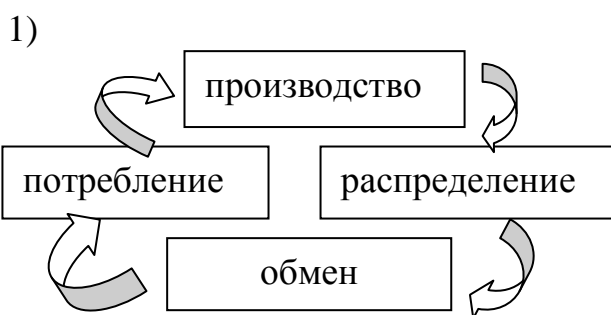 1)
производство
потребление
распределение
обмен